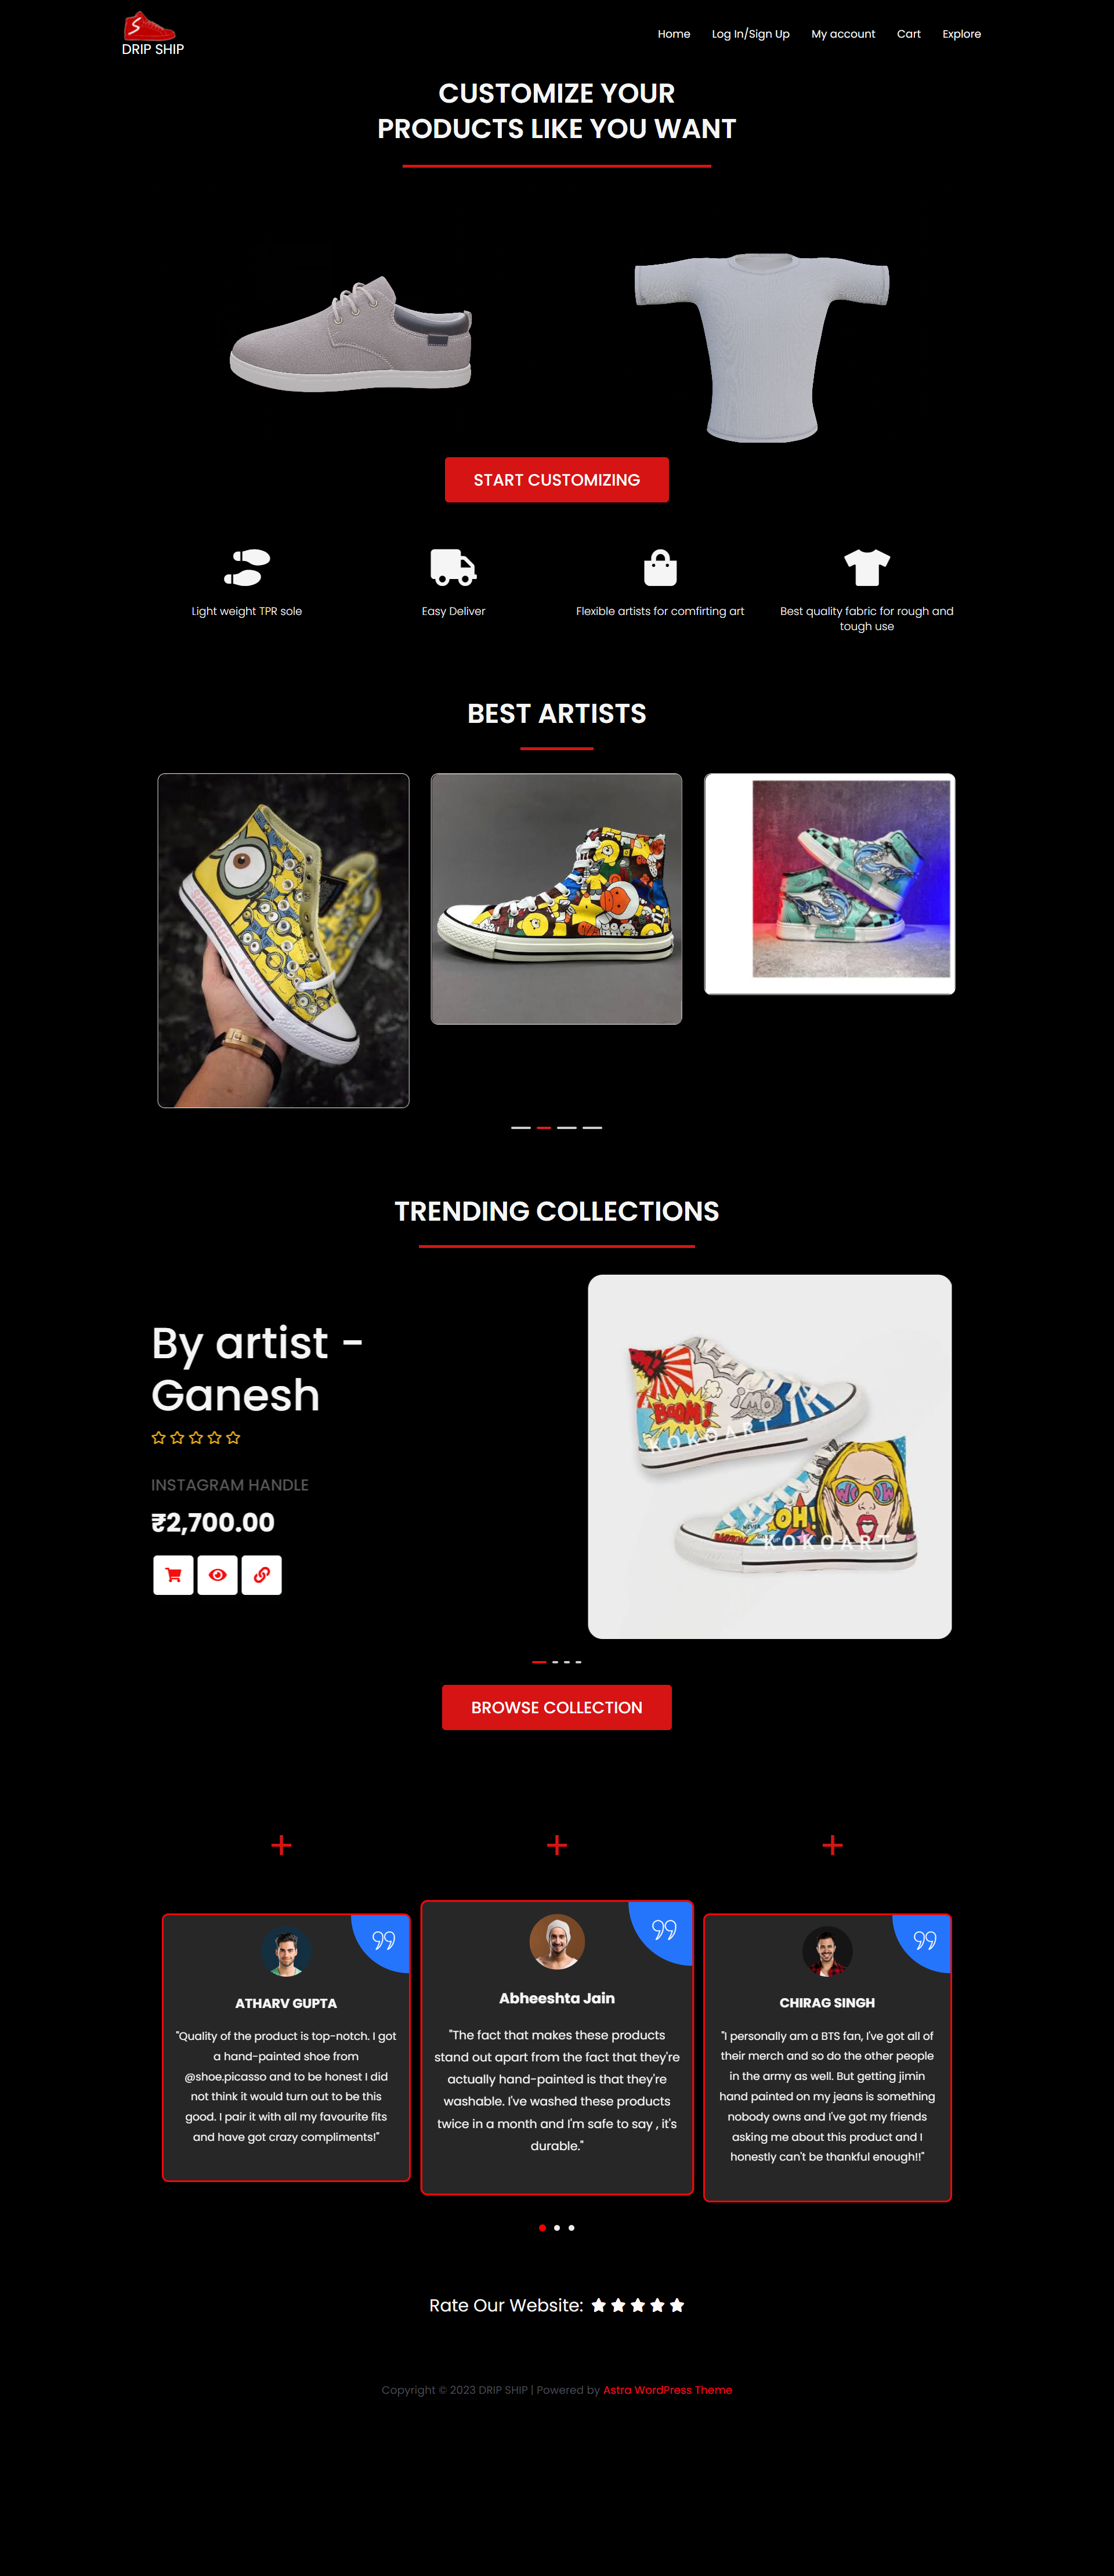 DRIP SHIP
Home
Log In/Sign Up
My account
Cart
Explore
CUSTOMIZE YOUR
PRODUCTS LIKE YOU WANT
START CUSTOMIZING
Light weight TPR sole
Easy Deliver
Flexible artists for comfirting art
Best quality fabric for rough and
tough use
BEST ARTISTS
TRENDING COLLECTIONS
By artist -
Ganesh
INSTAGRAM HANDLE
₹2,700.00
BOOM!
KOKOART
OH!
KOKOART
BROWSE COLLECTION
ATHARV GUPTA
"Quality of the product is top-notch. I got
a hand-painted shoe from
@shoe.picasso and to be honest I did
not think it would turn out to be this
good. I pair it with all my favourite fits
and have got crazy compliments!"
Abheeshta Jain
"The fact that makes these products
stand out apart from the fact that they're
actually hand-painted is that they're
washable. I've washed these products
twice in a month and I'm safe to say , it's
durable."
CHIRAG SINGH
"I personally am a BTS fan, I've got all of
their merch and so do the other people
in the army as well. But getting jimin
hand painted on my jeans is something
nobody owns and I've got my friends
asking me about this product and I
honestly can't be thankful enough!!"
Rate Our Website:
Copyright © 2023 DRIP SHIP | Powered by Astra WordPress Theme